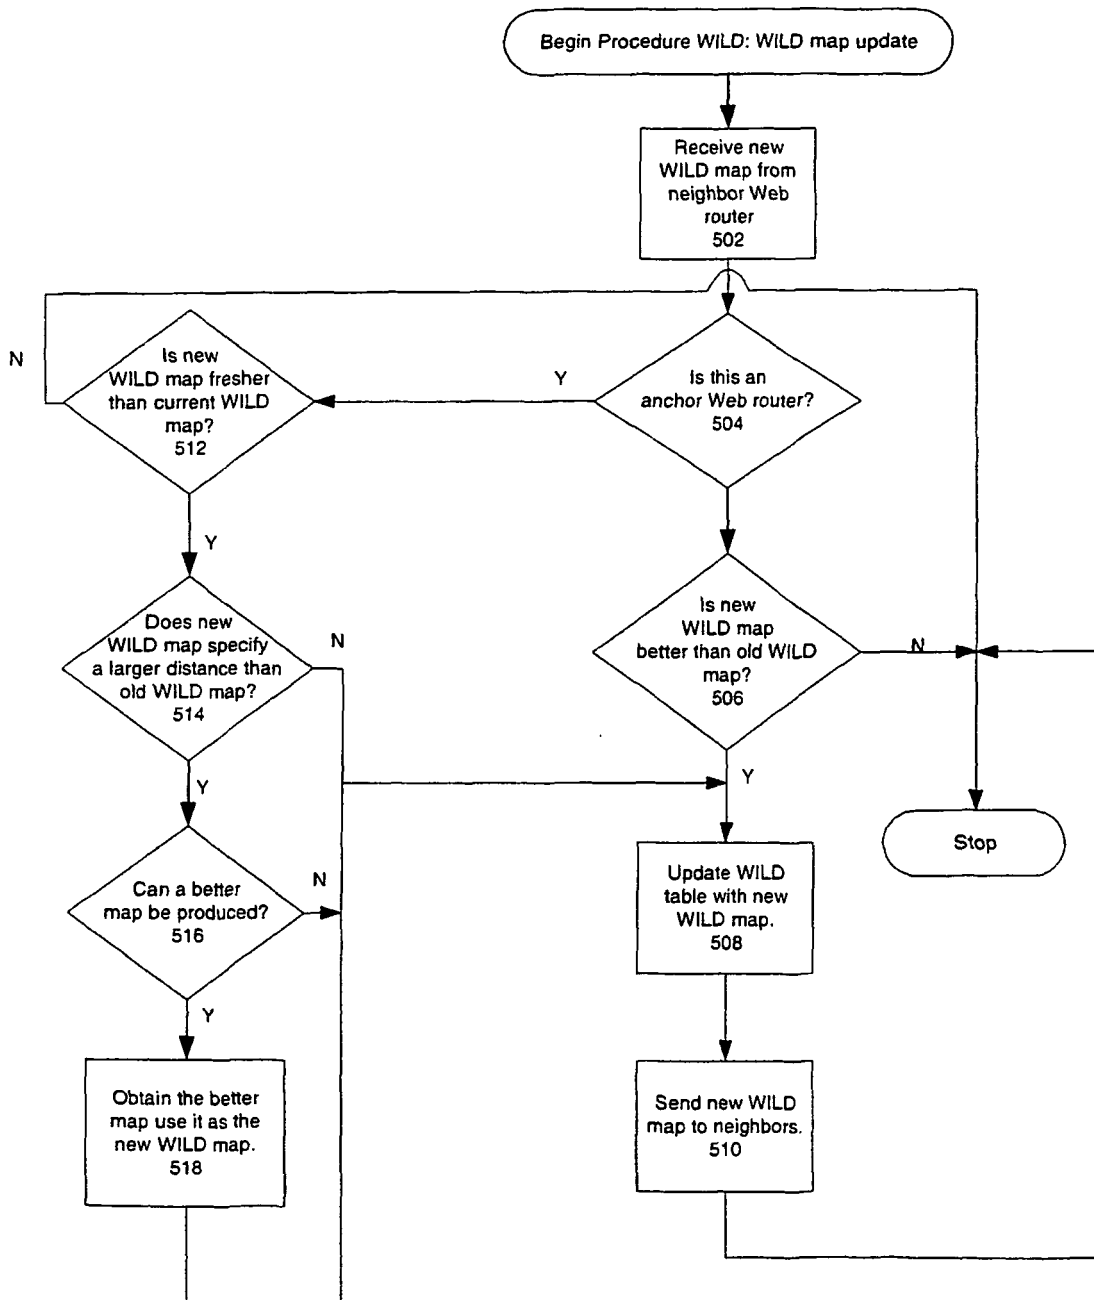 Begin Procedure WILD: WILD map update
Receive new
WILD map from
neighbor Web
router
502
N
Is new
WILD map fresher
than current WILD
map?
512
Y
Is this an
anchor Web router?
504
Y
Does new
WILD map specify
a larger distance than
old WILD map?
514
N
Is new
WILD map
better than old WILD
map?
506
N
Y
Y
Can a better
map be produced?
516
N
Update WILD
table with new
WILD map.
508
Stop
Y
Obtain the better
map use it as the
new WILD map.
518
Send new WILD
map to neighbors.
510